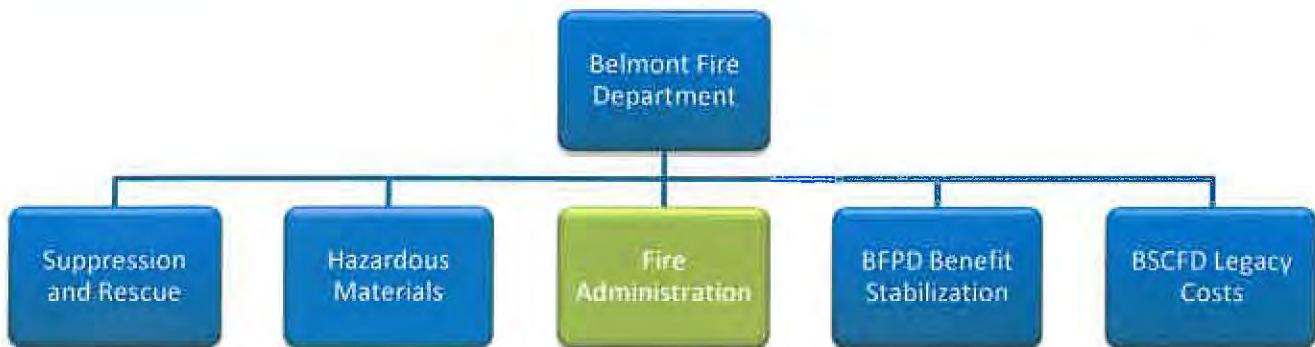 Belmont Fire
Department
Suppression
and Rescue
Hazardous
Materials
Fire
Administration
BFPD Benefit
Stabilization
BSCFD Legacy
Costs